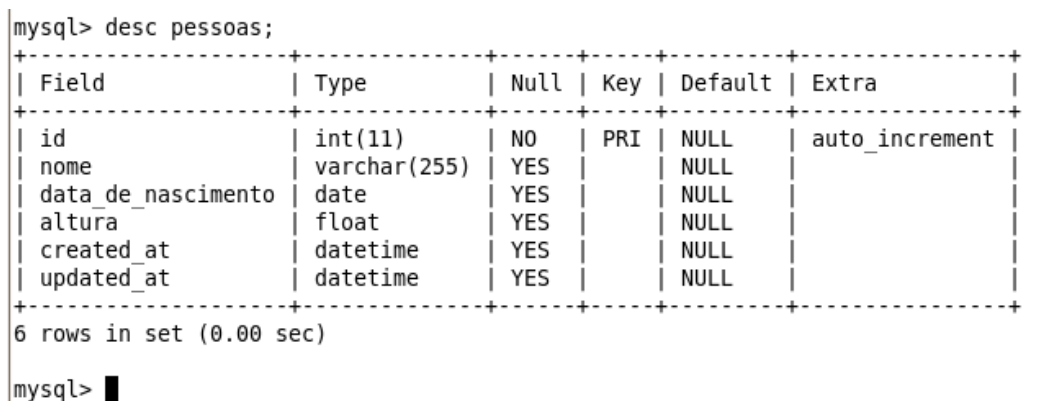 mysql> desc pessoas;
+--------------------+--------------+------+-----+---------+----------------+
| Field              | Type         | Null | Key | Default | Extra          |
+--------------------+--------------+------+-----+---------+----------------+
| id                 | int(11)      | NO   | PRI | NULL    | auto_increment |
| nome               | varchar(255) | YES  |     | NULL    |                |
| data_de_nascimento | date         | YES  |     | NULL    |                |
| altura             | float        | YES  |     | NULL    |                |
| created_at         | datetime     | YES  |     | NULL    |                |
| updated_at         | datetime     | YES  |     | NULL    |                |
+--------------------+--------------+------+-----+---------+----------------+
6 rows in set (0.00 sec)
mysql>